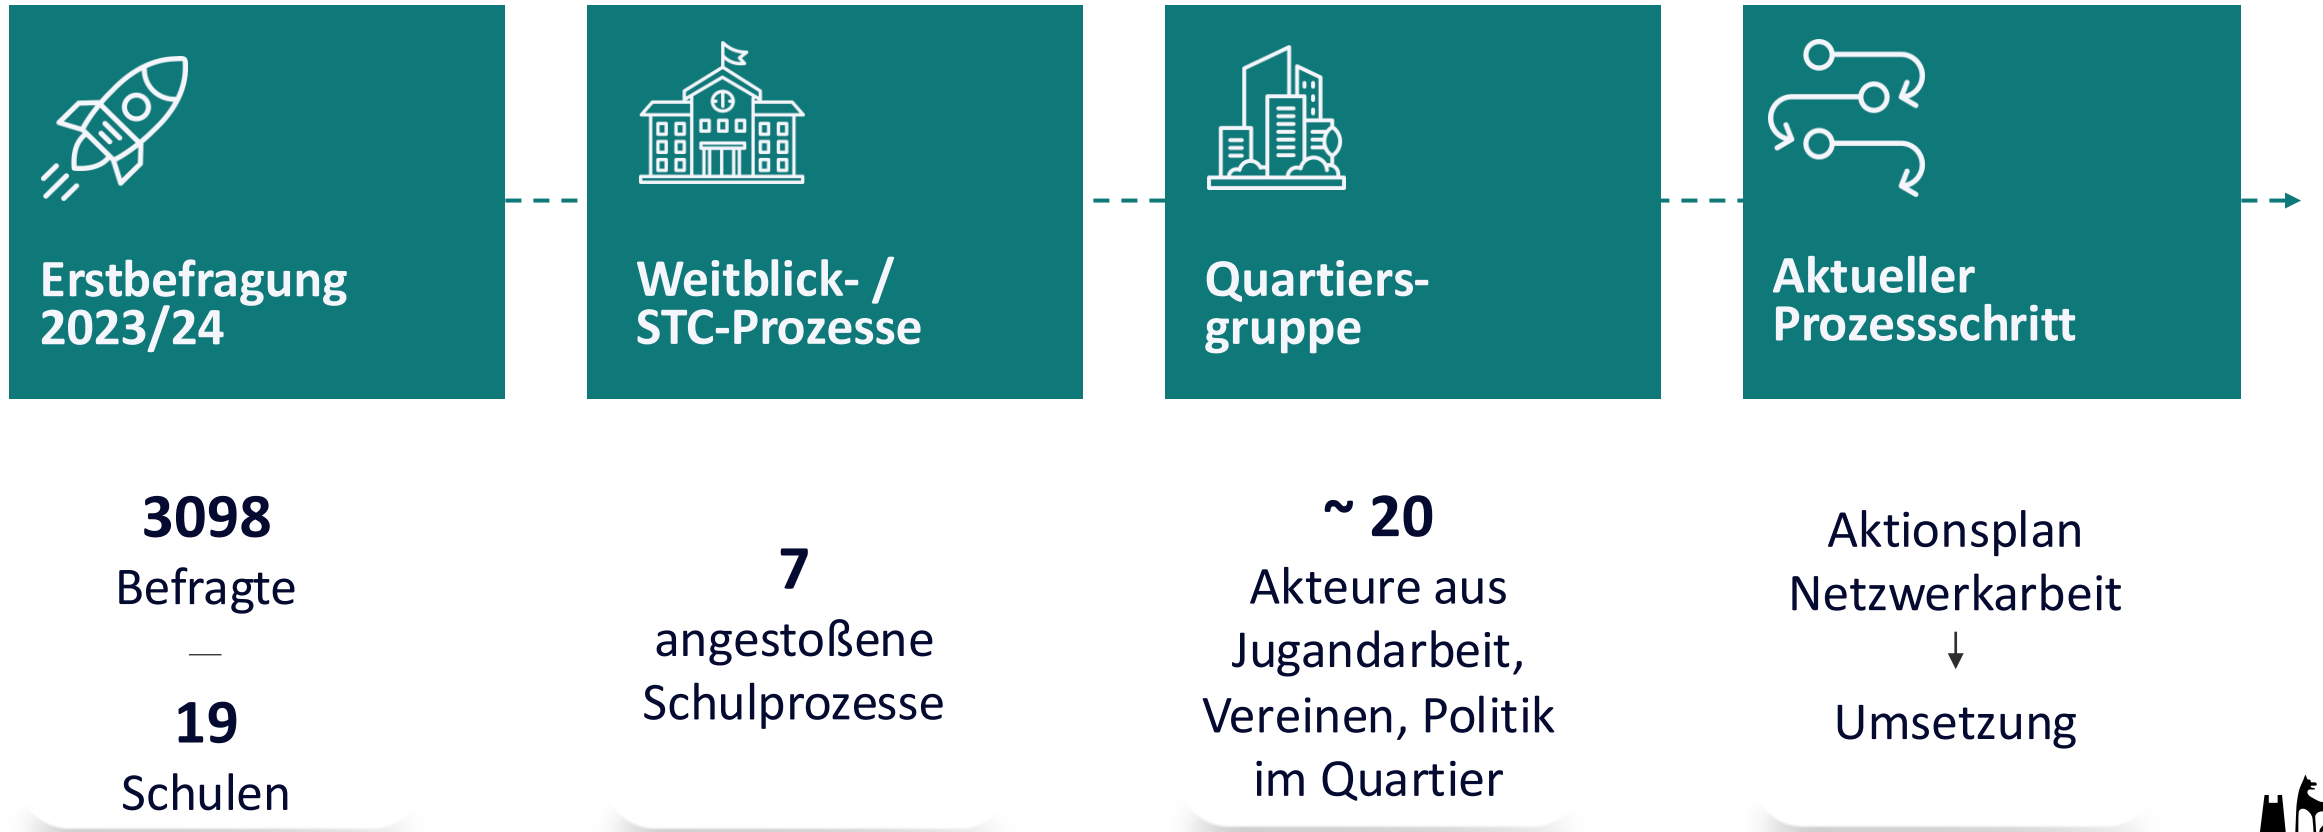 Erstbefragung
2023/24
3098
Befragte
19
Schulen
Weitblick- /
STC-Prozesse
7
angestoßene
Schulprozesse
Quartiers-
gruppe
~ 20
Akteure aus
Jugandarbeit,
Vereinen, Politik
im Quartier
Aktueller
Prozessschritt
Aktionsplan
Netzwerkarbeit
Umsetzung